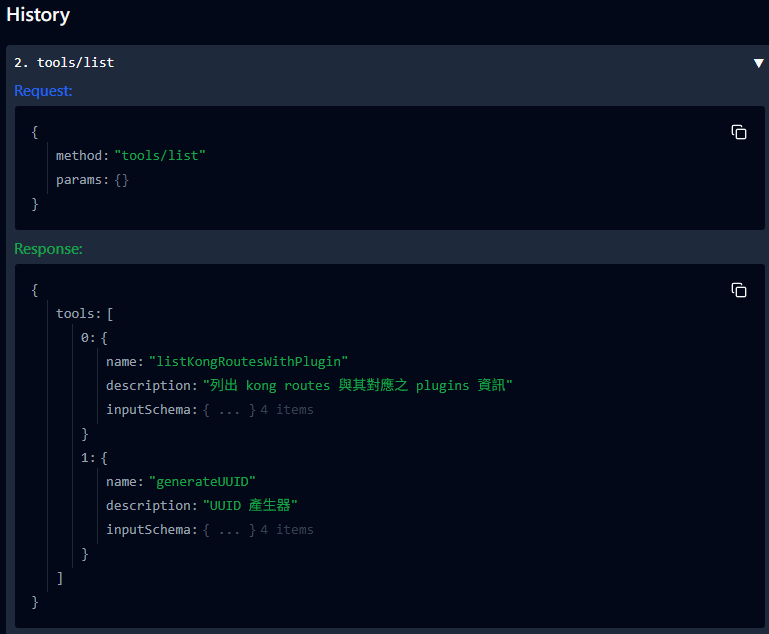 History
2. tools/list ▼
Request:
{
method: "tools/list"
params: {}
}
Response:
{
tools: [
0: {
name: "listKongRoutesWithPlugin"
description: "列出 kong routes 與其對應之 plugins 資訊"
inputSchema: { ... } 4 items
}
1: {
name: "generateUUID"
description: "UUID 產生器"
inputSchema: { ... } 4 items
}
]
}